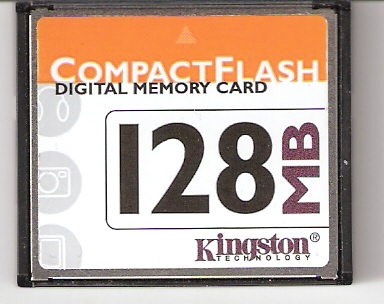 COMPACTFLASH
DIGITAL MEMORY CARD
128 MB
Kingston®
TECHNOLOGY